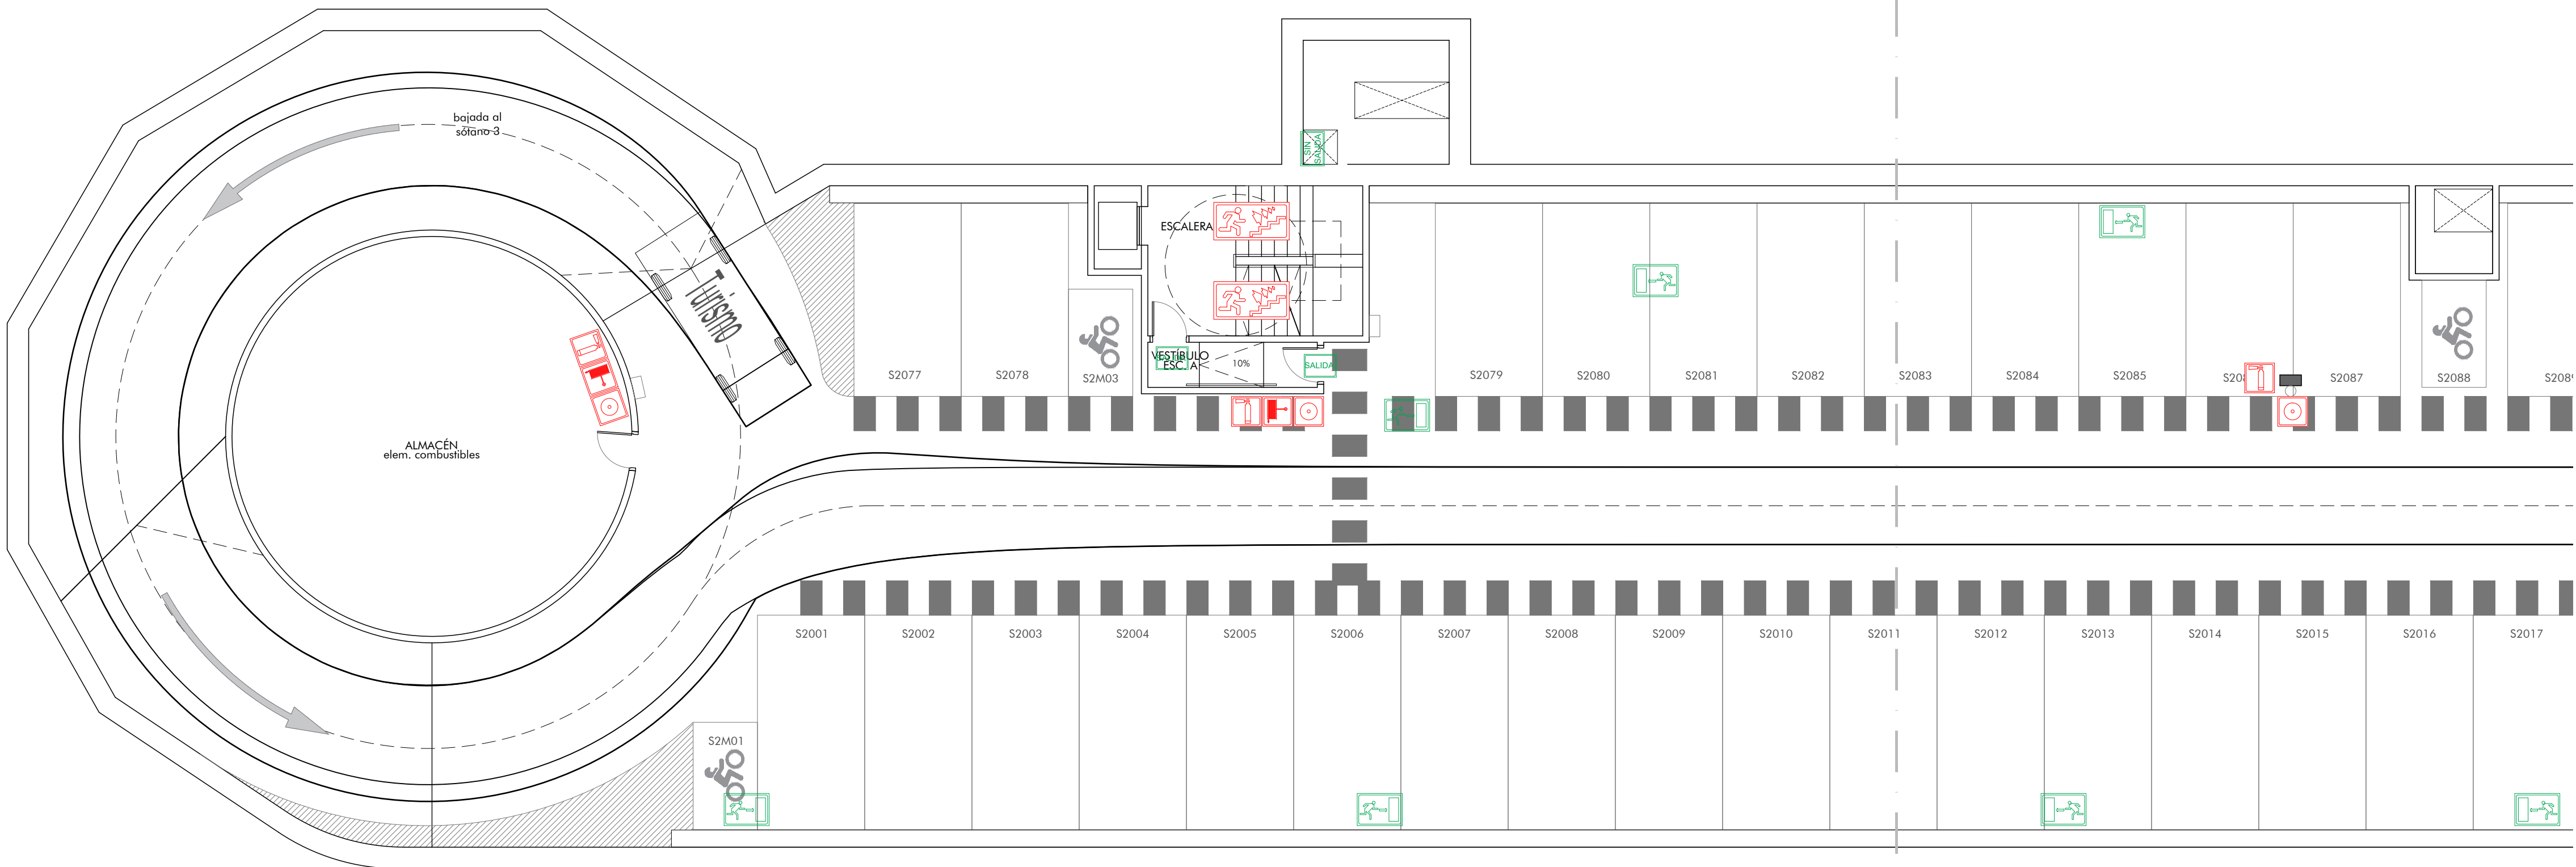 bajada al
sótano 3
SIN
SALIDA
ESCALERA
Turismo
VESTÍBULO
ESC. A
10%
SALIDA
S2077
S2078
S2M03
S2079
S2080
S2081
S2082
S2083
S2084
S2085
S2087
S2088
ALMACÉN
elem. combustibles
S2001
S2002
S2003
S2004
S2005
S2006
S2007
S2008
S2009
S2010
S2011
S2012
S2013
S2014
S2015
S2016
S2017
S2M01